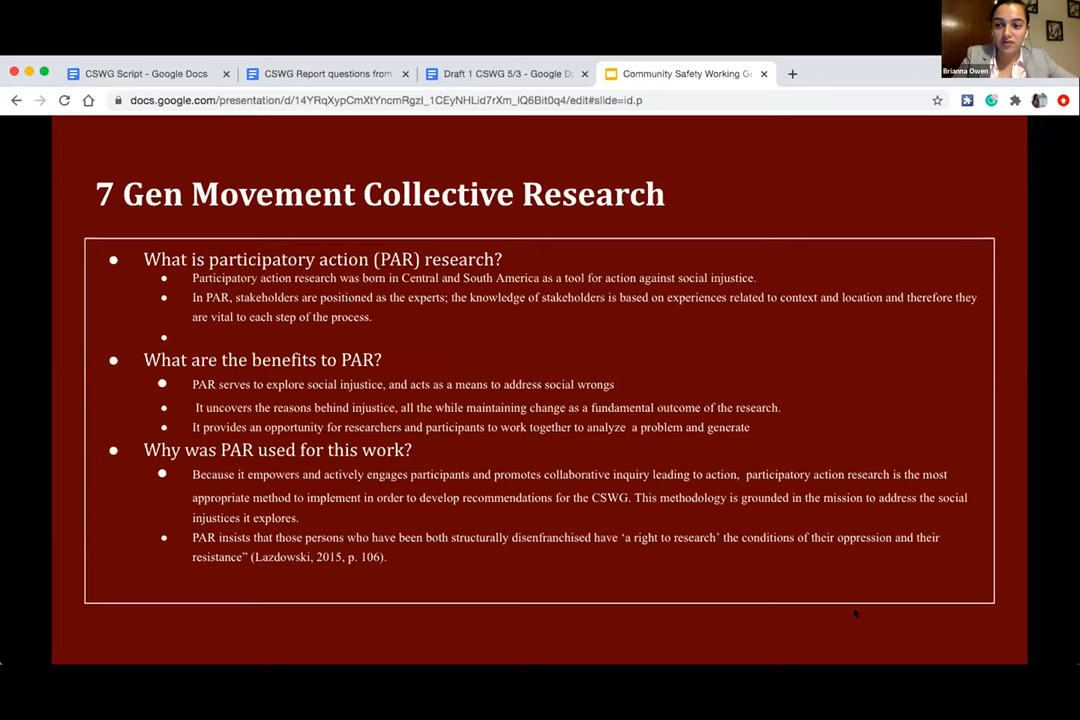 Brianna Owen
CSWG Script - Google Docs
CSWG Report questions from
Draft 1 CSWG 5/3 - Google Do
Community Safety Working G
docs.google.com/presentation/d/14YRqXypCmXtYncmRgzI_1CEyNHLid7rXm_lQ6Bit0q4/edit#slide=id.p
7 Gen Movement Collective Research
What is participatory action (PAR) research?
Participatory action research was born in Central and South America as a tool for action against social injustice.
In PAR, stakeholders are positioned as the experts; the knowledge of stakeholders is based on experiences related to context and location and therefore they
are vital to each step of the process.
What are the benefits to PAR?
PAR serves to explore social injustice, and acts as a means to address social wrongs
It uncovers the reasons behind injustice, all the while maintaining change as a fundamental outcome of the research.
It provides an opportunity for researchers and participants to work together to analyze a problem and generate
Why was PAR used for this work?
Because it empowers and actively engages participants and promotes collaborative inquiry leading to action, participatory action research is the most
appropriate method to implement in order to develop recommendations for the CSWG. This methodology is grounded in the mission to address the social
injustices it explores.
PAR insists that those persons who have been both structurally disenfranchised have ‘a right to research’ the conditions of their oppression and their
resistance” (Lazdowski, 2015, p. 106).